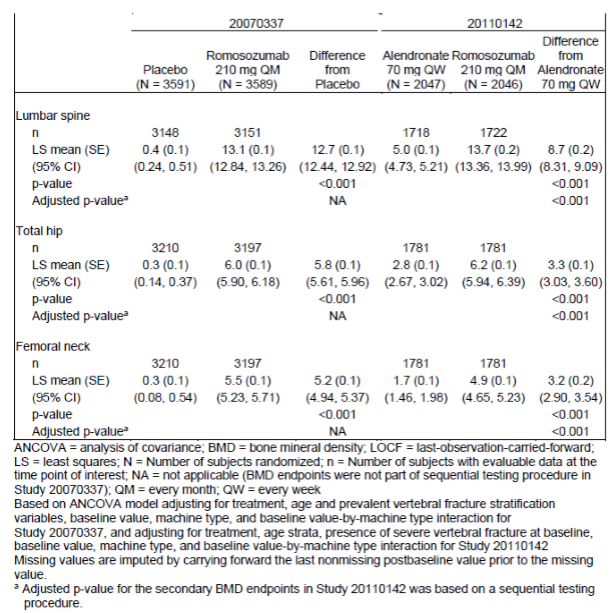 20070337 20110142
Placebo (N = 3591) Romosozumab 210 mg QM (N = 3589) Difference from Placebo Alendronate 70 mg QW (N = 2047) Romosozumab 210 mg QM (N = 2046) Difference from Alendronate 70 mg QW
Lumbar spine
n 3148 3151 1718 1722
LS mean (SE) 0.4 (0.1) 13.1 (0.1) 12.7 (0.1) 5.0 (0.1) 13.7 (0.2) 8.7 (0.2)
(95% CI) (0.24, 0.51) (12.84, 13.26) (12.44, 12.92) (4.73, 5.21) (13.36, 13.99) (8.31, 9.09)
p-value <0.001 <0.001
Adjusted p-valueᵃ NA <0.001
Total hip
n 3210 3197 1781 1781
LS mean (SE) 0.3 (0.1) 6.0 (0.1) 5.8 (0.1) 2.8 (0.1) 6.2 (0.1) 3.3 (0.1)
(95% CI) (0.14, 0.37) (5.90, 6.18) (5.61, 5.96) (2.67, 3.02) (5.94, 6.39) (3.03, 3.60)
p-value <0.001 <0.001
Adjusted p-valueᵃ NA <0.001
Femoral neck
n 3210 3197 1781 1781
LS mean (SE) 0.3 (0.1) 5.5 (0.1) 5.2 (0.1) 1.7 (0.1) 4.9 (0.1) 3.2 (0.2)
(95% CI) (0.08, 0.54) (5.23, 5.71) (4.94, 5.37) (1.46, 1.98) (4.65, 5.23) (2.90, 3.54)
p-value <0.001 <0.001
Adjusted p-valueᵃ NA <0.001
ANCOVA = analysis of covariance; BMD = bone mineral density; LOCF = last-observation-carried-forward;
LS = least squares; N = Number of subjects randomized; n = Number of subjects with evaluable data at the
time point of interest; NA = not applicable (BMD endpoints were not part of sequential testing procedure in
Study 20070337); QM = every month; QW = every week
Based on ANCOVA model adjusting for treatment, age and prevalent vertebral fracture stratification
variables, baseline value, machine type, and baseline value-by-machine type interaction for
Study 20070337, and adjusting for treatment, age strata, presence of severe vertebral fracture at baseline,
baseline value, machine type, and baseline value-by-machine type interaction for Study 20110142
Missing values are imputed by carrying forward the last nonmissing postbaseline value prior to the missing
value.
ᵃ Adjusted p-value for the secondary BMD endpoints in Study 20110142 was based on a sequential testing
procedure.